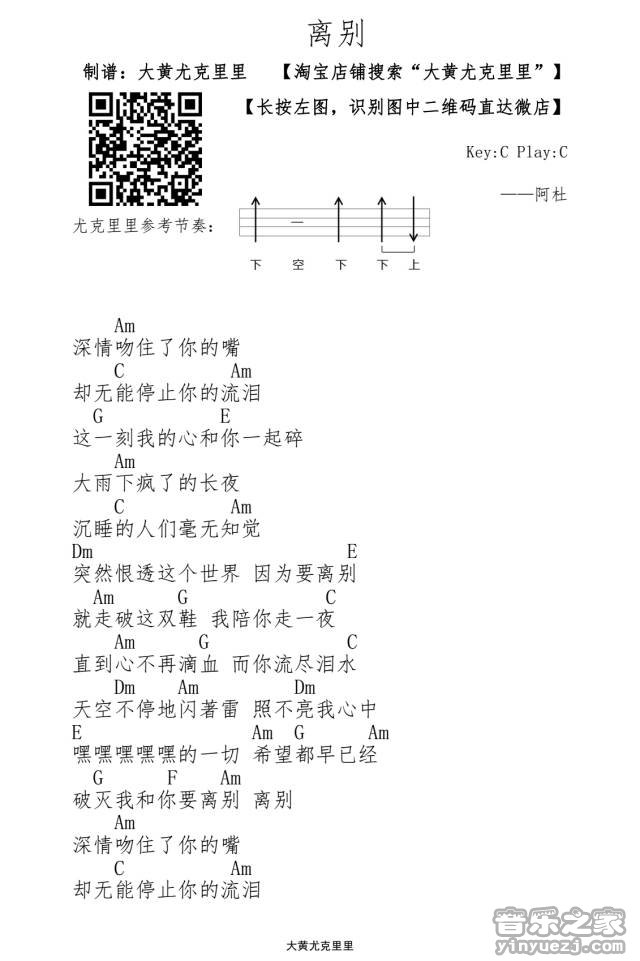 离别
制谱：大黄尤克里里 【淘宝店铺搜索“大黄尤克里里”】
【长按左图，识别图中二维码直达微店】
Key:C Play:C
——阿杜
尤克里里参考节奏：
下 空 下 下 上
Am
深情吻住了你的嘴
C Am
却无能停止你的流泪
G E
这一刻我的心和你一起碎
Am
大雨下疯了的长夜
C Am
沉睡的人们毫无知觉
Dm E
突然恨透这个世界 因为要离别
Am G C
就走破这双鞋 我陪你走一夜
Am G C
直到心不再滴血 而你流尽泪水
Dm Am Dm
天空不停地闪著雷 照不亮我心中
E Am G Am
嘿嘿嘿嘿嘿的一切 希望都早已经
G F Am
破灭我和你要离别 离别
Am
深情吻住了你的嘴
C Am
却无能停止你的流泪
大黄尤克里里
音乐之家
yinyuezj.com